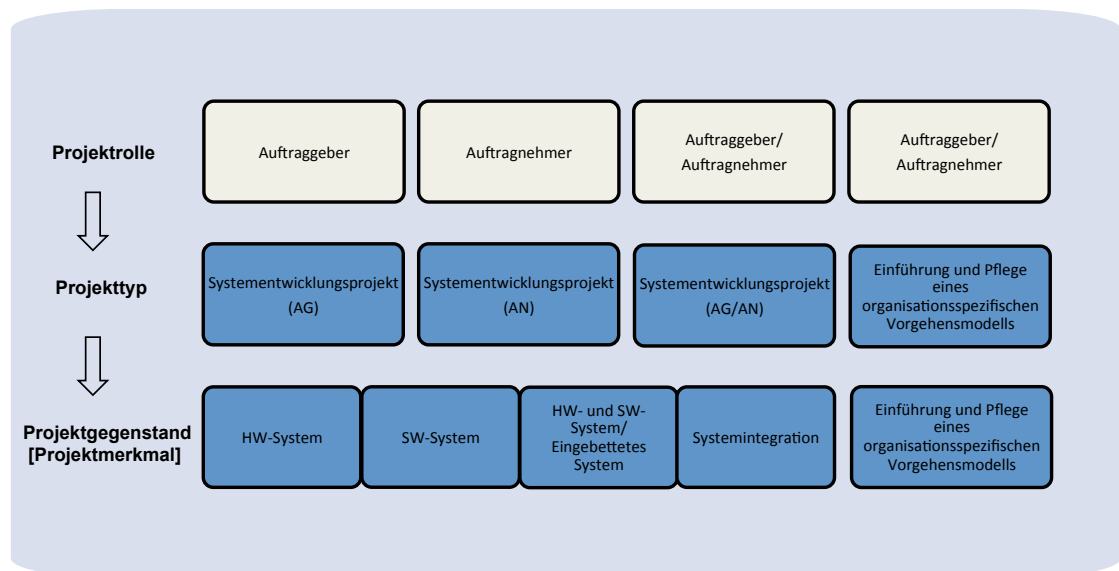 Projektrolle
Auftraggeber
Auftragnehmer
Auftraggeber/
Auftragnehmer
Auftraggeber/
Auftragnehmer
Projekttyp
Systementwicklungsprojekt
(AG)
Systementwicklungsprojekt
(AN)
Systementwicklungsprojekt
(AG/AN)
Einführung und Pflege
eines
organisationsspezifischen
Vorgehensmodells
Projektgegenstand
[Projektmerkmal]
HW-System
SW-System
HW- und SW-
System/
Eingebettetes
System
Systemintegration
Einführung und Pflege
eines
organisationsspezifischen
Vorgehensmodells